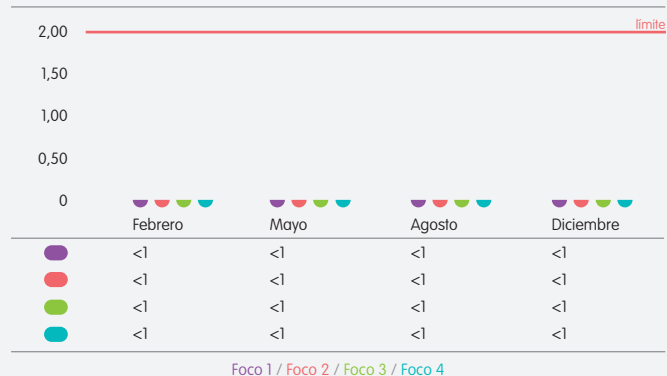 límite
2,00
1,50
1,00
0,50
0
Febrero Mayo Agosto Diciembre
<1 <1 <1 <1
<1 <1 <1 <1
<1 <1 <1 <1
<1 <1 <1 <1
Foco 1 / Foco 2 / Foco 3 / Foco 4